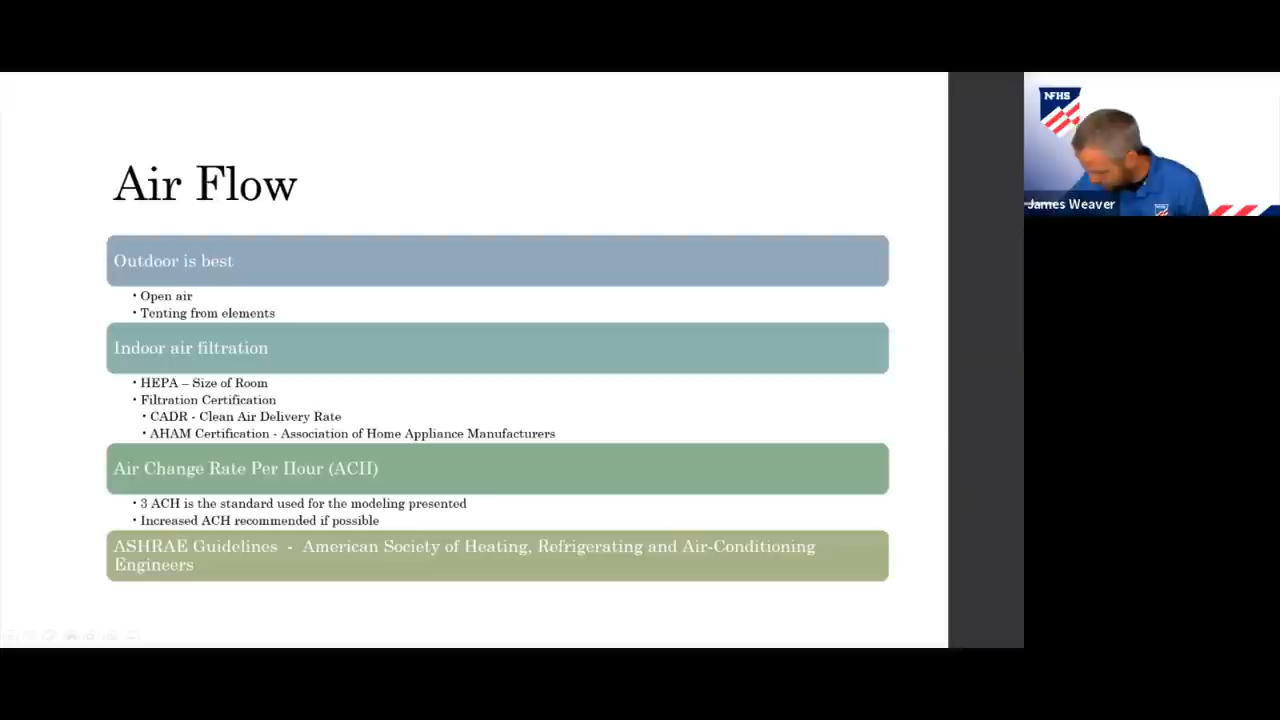 Air Flow
Outdoor is best
• Open air
• Tenting from elements
Indoor air filtration
• HEPA – Size of Room
• Filtration Certification
• CADR - Clean Air Delivery Rate
• AHAM Certification - Association of Home Appliance Manufacturers
Air Change Rate Per Hour (ACH)
• 3 ACH is the standard used for the modeling presented
• Increased ACH recommended if possible
ASHRAE Guidelines - American Society of Heating, Refrigerating and Air-Conditioning
Engineers
NFHS
James Weaver